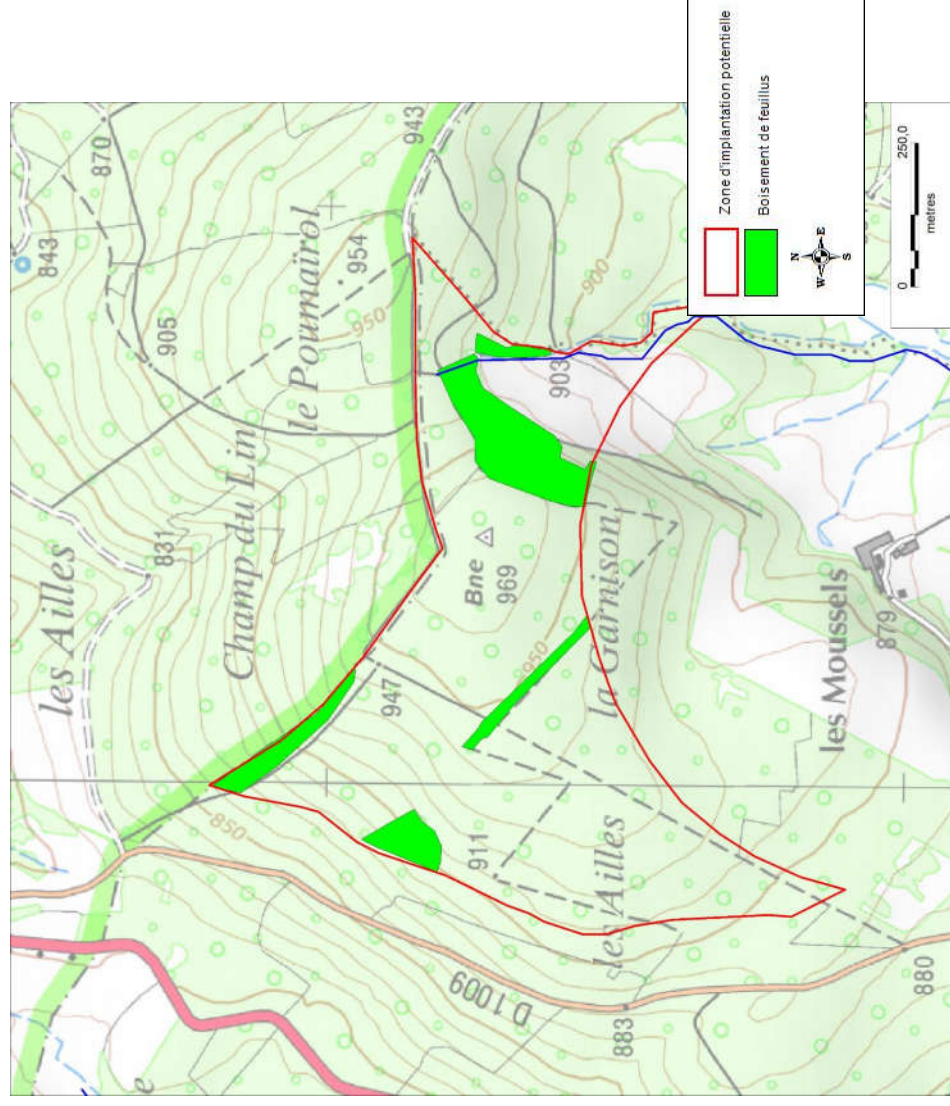 843
870
les Ailles
831
905
Champ du Lin
le Poumaïrol
954
943
950
850
947
Bne
969
900
903
950
911
la Garnison
les Ailles
D 1009
883
880
les Moussels
879
e
Zone d'implantation potentielle
Boisement de feuillus
N
W E
S
0 250,0
metres